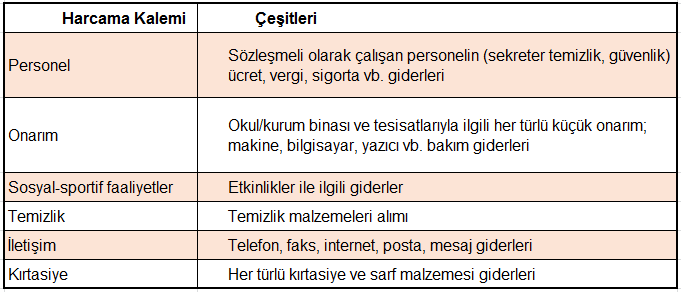 Harcama Kalemi Çeşitleri
Personel
Sözleşmeli olarak çalışan personelin (sekreter temizlik, güvenlik)
ücret, vergi, sigorta vb. giderleri
Onarım
Okul/kurum binası ve tesisatlarıyla ilgili her türlü küçük onarım;
makine, bilgisayar, yazıcı vb. bakım giderleri
Sosyal-sportif faaliyetler Etkinlikler ile ilgili giderler
Temizlik Temizlik malzemeleri alımı
İletişim Telefon, faks, internet, posta, mesaj giderleri
Kırtasiye Her türlü kırtasiye ve sarf malzemesi giderleri